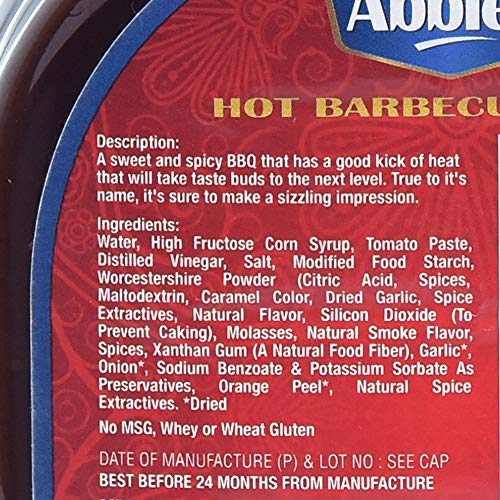 Abbie
HOT BARBECU
Description:
A sweet and spicy BBQ that has a good kick of heat
that will take taste buds to the next level. True to it's
name, it's sure to make a sizzling impression.
Ingredients:
Water, High Fructose Corn Syrup, Tomato Paste,
Distilled Vinegar, Salt, Modified Food Starch,
Worcestershire Powder (Citric Acid, Spices,
Maltodextrin, Caramel Color, Dried Garlic, Spice
Extractives, Natural Flavor, Silicon Dioxide (To
Prevent Caking), Molasses, Natural Smoke Flavor,
Spices, Xanthan Gum (A Natural Food Fiber), Garlic*,
Onion*, Sodium Benzoate & Potassium Sorbate As
Preservatives, Orange Peel*, Natural Spice
Extractives. *Dried
No MSG, Whey or Wheat Gluten
DATE OF MANUFACTURE (P) & LOT NO : SEE CAP
BEST BEFORE 24 MONTHS FROM MANUFACTURE